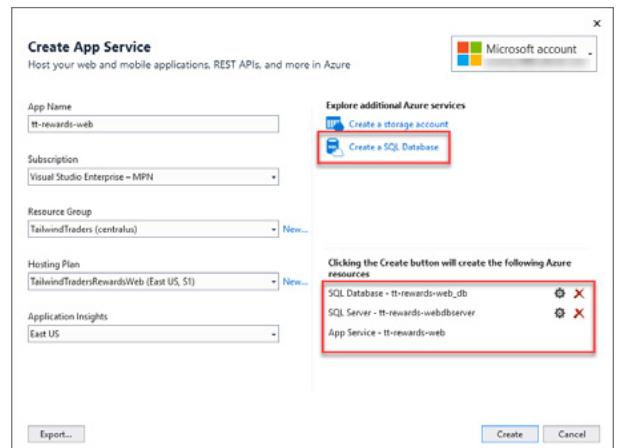 Create App Service
Host your web and mobile applications, REST APIs, and more in Azure
Microsoft account
App Name
tt-rewards-web
Subscription
Visual Studio Enterprise – MPN
Resource Group
TailwindTraders (centralus)
New...
Hosting Plan
TailwindTradersRewardsWeb (East US, S1)
New...
Application Insights
East US
Explore additional Azure services
Create a storage account
Create a SQL Database
Clicking the Create button will create the following Azure
resources
SQL Database - tt-rewards-web_db
SQL Server - tt-rewards-webdbserver
App Service - tt-rewards-web
Export...
Create
Cancel